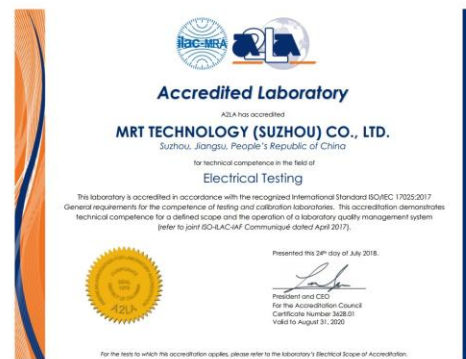 ilac-MRA A2LA
Accredited Laboratory
A2LA has accredited
MRT TECHNOLOGY (SUZHOU) CO., LTD.
Suzhou, Jiangsu, People's Republic of China
for technical competence in the field of
Electrical Testing
This laboratory is accredited in accordance with the recognized International Standard ISO/IEC 17025:2017
General requirements for the competence of testing and calibration laboratories. This accreditation demonstrates
technical competence for a defined scope and the operation of a laboratory quality management system
(refer to joint ISO-ILAC-IAF Communiqué dated April 2017).
Presented this 24th day of July 2018.
President and CEO
For the Accreditation Council
Certificate Number 3628.01
Valid to August 31, 2020
A2LA
For the tests to which this accreditation applies, please refer to the laboratory's Electrical Scope of Accreditation.